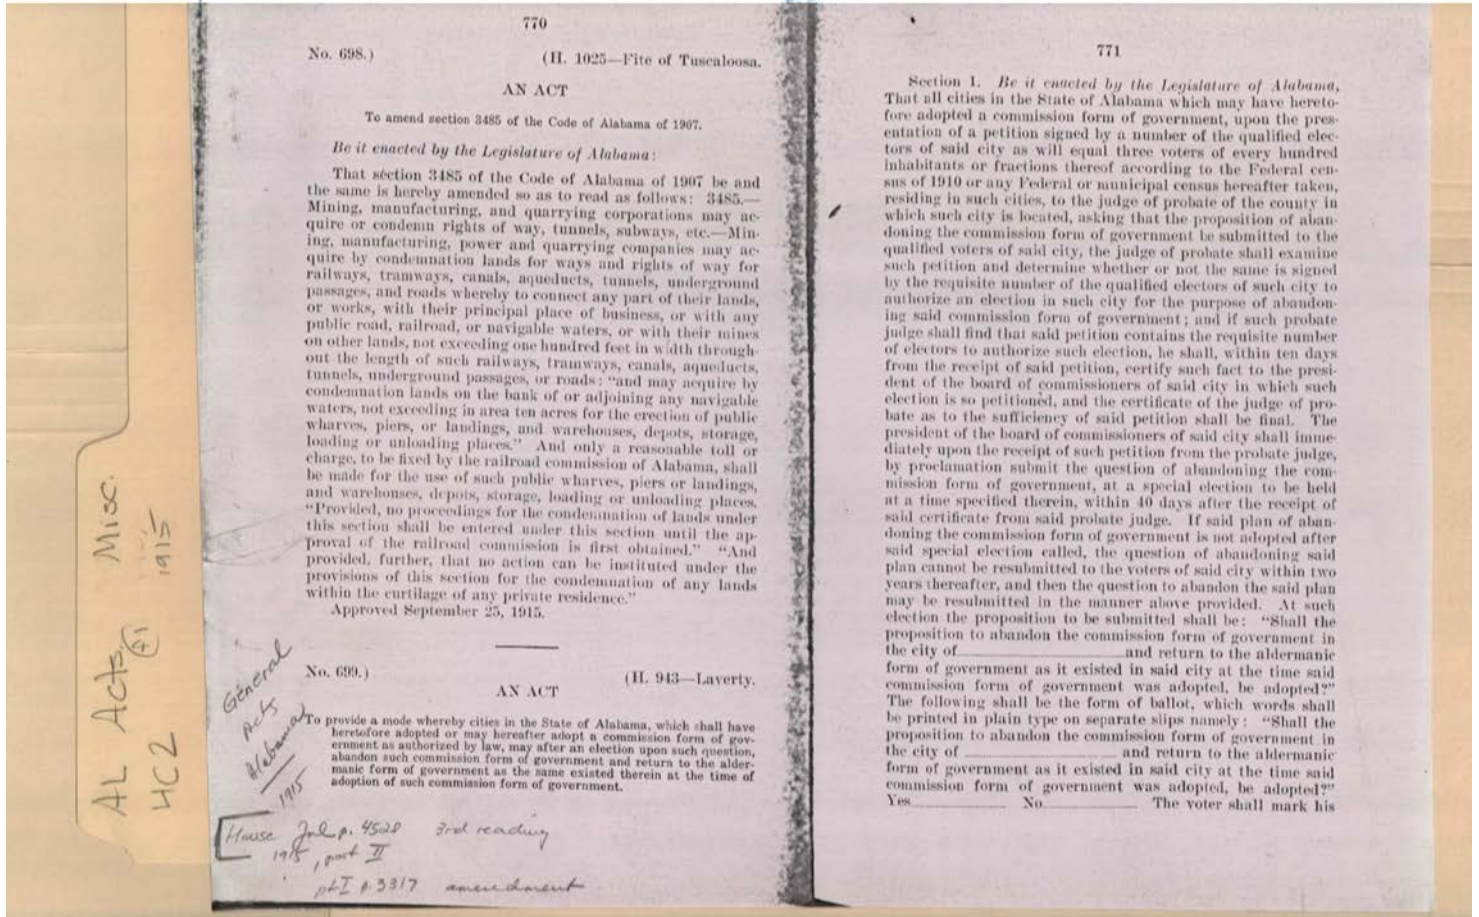 AL Acts. Misc.
HC2 1915
770
No. 698.) (H. 1025—Fite of Tuscaloosa.
AN ACT
To amend section 3485 of the Code of Alabama of 1907.
Be it enacted by the Legislature of Alabama:
That section 3485 of the Code of Alabama of 1907 be and
the same is hereby amended so as to read as follows: 3485.—
Mining, manufacturing, and quarrying corporations may ac-
quire or condemn rights of way, tunnels, subways, etc.—Min-
ing, manufacturing, power and quarrying companies may ac-
quire by condemnation lands for ways and rights of way for
railways, tramways, canals, aqueducts, tunnels, underground
passages, and roads whereby to connect any part of their lands,
or works, with their principal place of business, or with any
public road, railroad, or navigable waters, or with their mines
on other lands, not exceeding one hundred feet in width through-
out the length of such railways, tramways, canals, aqueducts,
tunnels, underground passages, or roads: "and may acquire by
condemnation lands on the bank of or adjoining any navigable
waters, not exceeding in area ten acres for the erection of public
wharves, piers, or landings, and warehouses, depots, storage,
loading or unloading places." And only a reasonable toll or
charge, to be fixed by the railroad commission of Alabama, shall
be made for the use of such public wharves, piers or landings,
and warehouses, depots, storage, loading or unloading places.
"Provided, no proceedings for the condemnation of lands under
this section shall be entered under this section until the ap-
proval of the railroad commission is first obtained." "And
provided, further, that no action can be instituted under the
provisions of this section for the condemnation of any lands
within the curtilage of any private residence."
Approved September 25, 1915.
No. 699.) (H. 943—Laverty.
AN ACT
To provide a mode whereby cities in the State of Alabama, which shall have
heretofore adopted or may hereafter adopt a commission form of gov-
ernment as authorized by law, may after an election upon such question,
abandon such commission form of government and return to the alder-
manic form of government as the same existed therein at the time of
adoption of such commission form of government.
General
Acts
Alabama
1915
House Jnl p. 4528 3rd reading
1915, part II
pt I p. 3317 amendment
771
Section 1. Be it enacted by the Legislature of Alabama,
That all cities in the State of Alabama which may have hereto-
fore adopted a commission form of government, upon the pres-
entation of a petition signed by a number of the qualified elec-
tors of said city as will equal three voters of every hundred
inhabitants or fractions thereof according to the Federal cen-
sus of 1910 or any Federal or municipal census hereafter taken,
residing in such cities, to the judge of probate of the county in
which such city is located, asking that the proposition of aban-
doning the commission form of government be submitted to the
qualified voters of said city, the judge of probate shall examine
such petition and determine whether or not the same is signed
by the requisite number of the qualified electors of such city to
authorize an election in such city for the purpose of abandon-
ing said commission form of government; and if such probate
judge shall find that said petition contains the requisite number
of electors to authorize such election, he shall, within ten days
from the receipt of said petition, certify such fact to the presi-
dent of the board of commissioners of said city in which such
election is so petitioned, and the certificate of the judge of pro-
bate as to the sufficiency of said petition shall be final. The
president of the board of commissioners of said city shall imme-
diately upon the receipt of such petition from the probate judge,
by proclamation submit the question of abandoning the com-
mission form of government, at a special election to be held
at a time specified therein, within 40 days after the receipt of
said certificate from said probate judge. If said plan of aban-
doning the commission form of government is not adopted after
said special election called, the question of abandoning said
plan cannot be resubmitted to the voters of said city within two
years thereafter, and then the question to abandon the said plan
may be resubmitted in the manner above provided. At such
election the proposition to be submitted shall be: "Shall the
proposition to abandon the commission form of government in
the city of ____________ and return to the aldermanic
form of government as it existed in said city at the time said
commission form of government was adopted, be adopted?"
The following shall be the form of ballot, which words shall
be printed in plain type on separate slips namely: "Shall the
proposition to abandon the commission form of government in
the city of ____________ and return to the aldermanic
form of government as it existed in said city at the time said
commission form of government was adopted, be adopted?"
Yes________ No________ The voter shall mark his